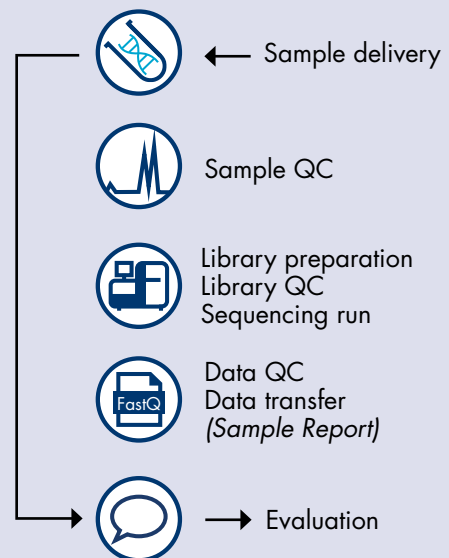 Sample delivery
Sample QC
Library preparation
Library QC
Sequencing run
FastQ
Data QC
Data transfer
(Sample Report)
Evaluation